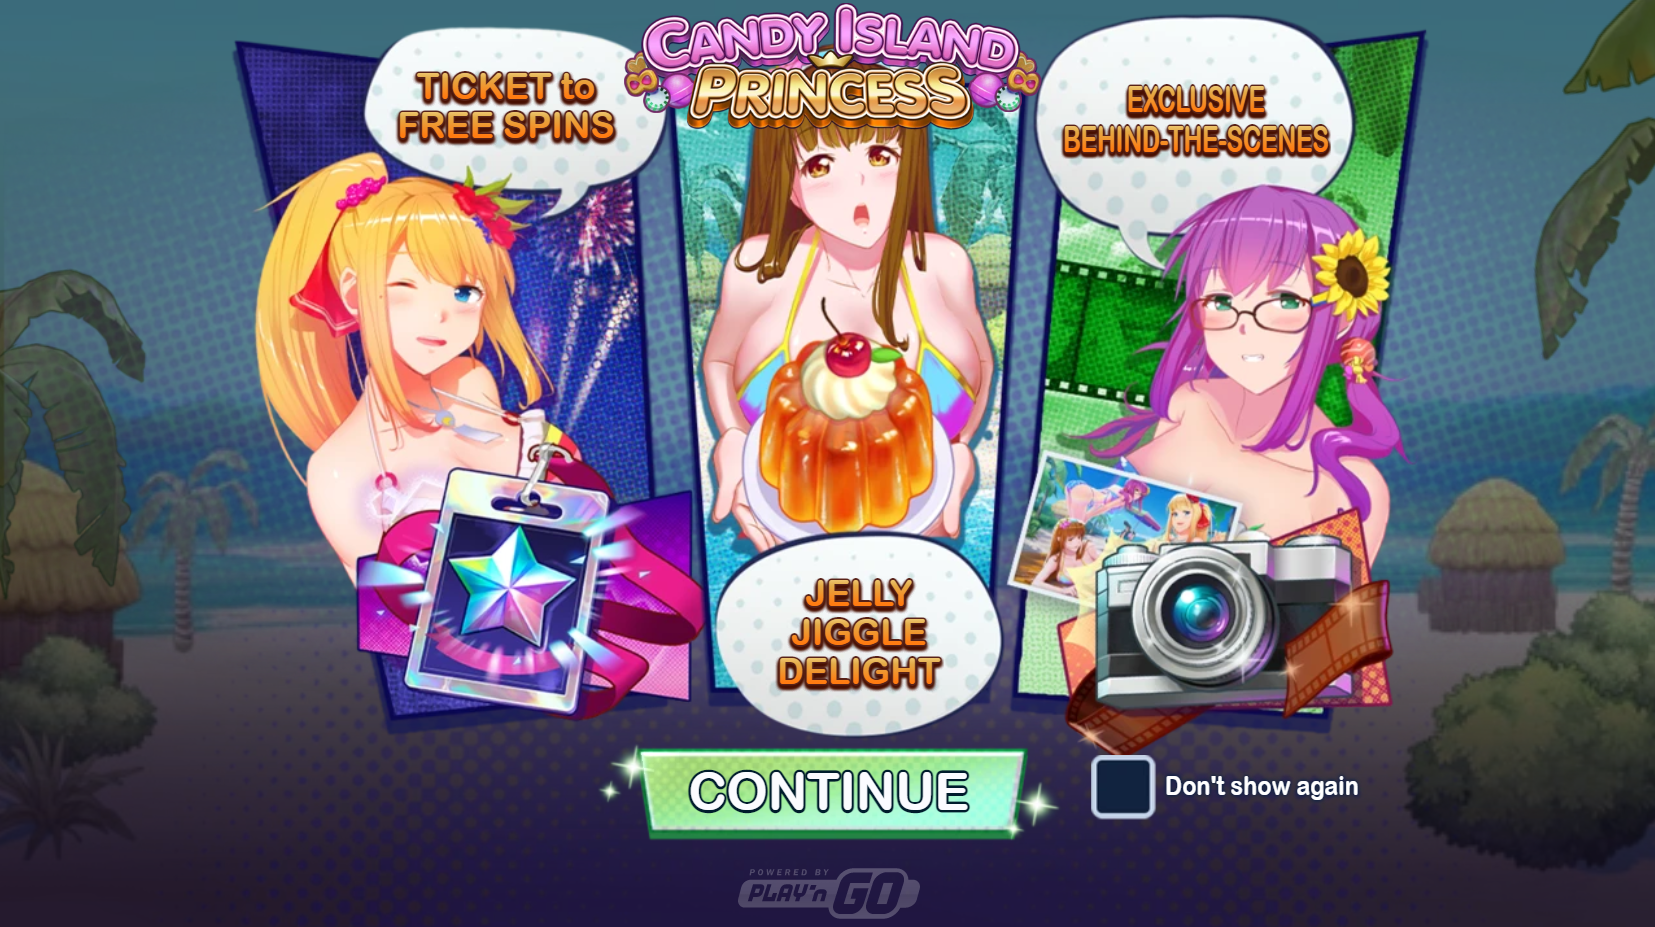 CANDY ISLAND
PRINCESS
TICKET to
FREE SPINS
EXCLUSIVE
BEHIND-THE-SCENES
JELLY
JIGGLE
DELIGHT
CONTINUE
Don't show again
POWERED BY
PLAY'n GO